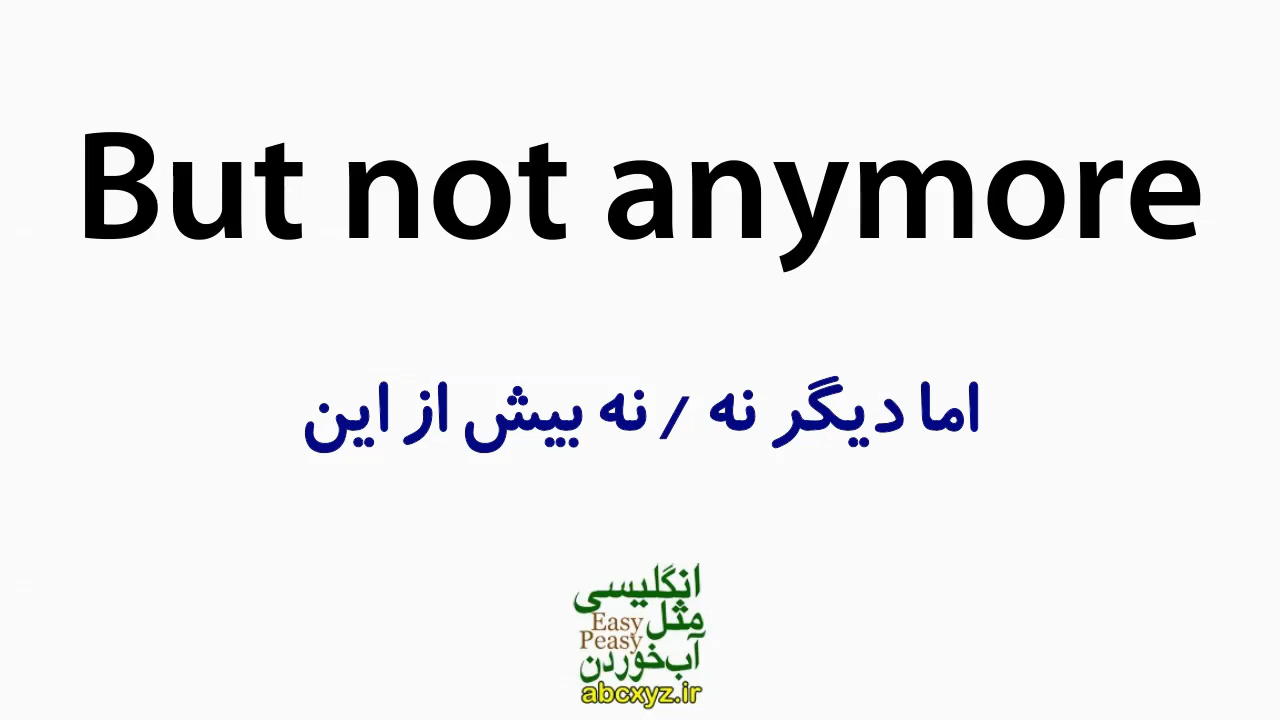 But not anymore
اما دیگر نه / نه بیش از این
انگلیسی
مثل Easy
Peasy
آب‌خوردن
abcxyz.ir